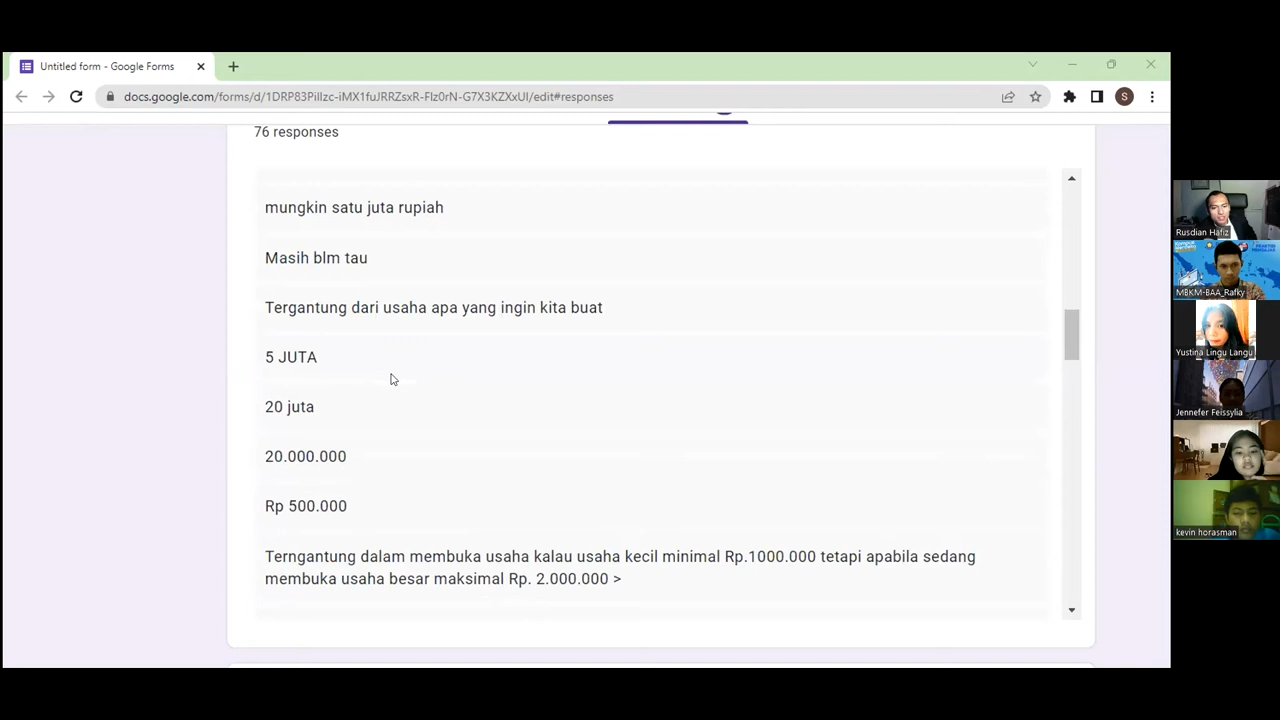 Untitled form - Google Forms
docs.google.com/forms/d/1DRP83PilIzc-iMX1fuJRRZsxR-FIz0rN-G7X3KZXxUI/edit#responses
S
76 responses
mungkin satu juta rupiah
Masih blm tau
Tergantung dari usaha apa yang ingin kita buat
5 JUTA
20 juta
20.000.000
Rp 500.000
Terngantung dalam membuka usaha kalau usaha kecil minimal Rp.1000.000 tetapi apabila sedang
membuka usaha besar maksimal Rp. 2.000.000 >
Rusdian Hafiz
MBKM-BAA_Rafky
Yustina Lingu Langu
Jennefer Feissylia
kevin horasman